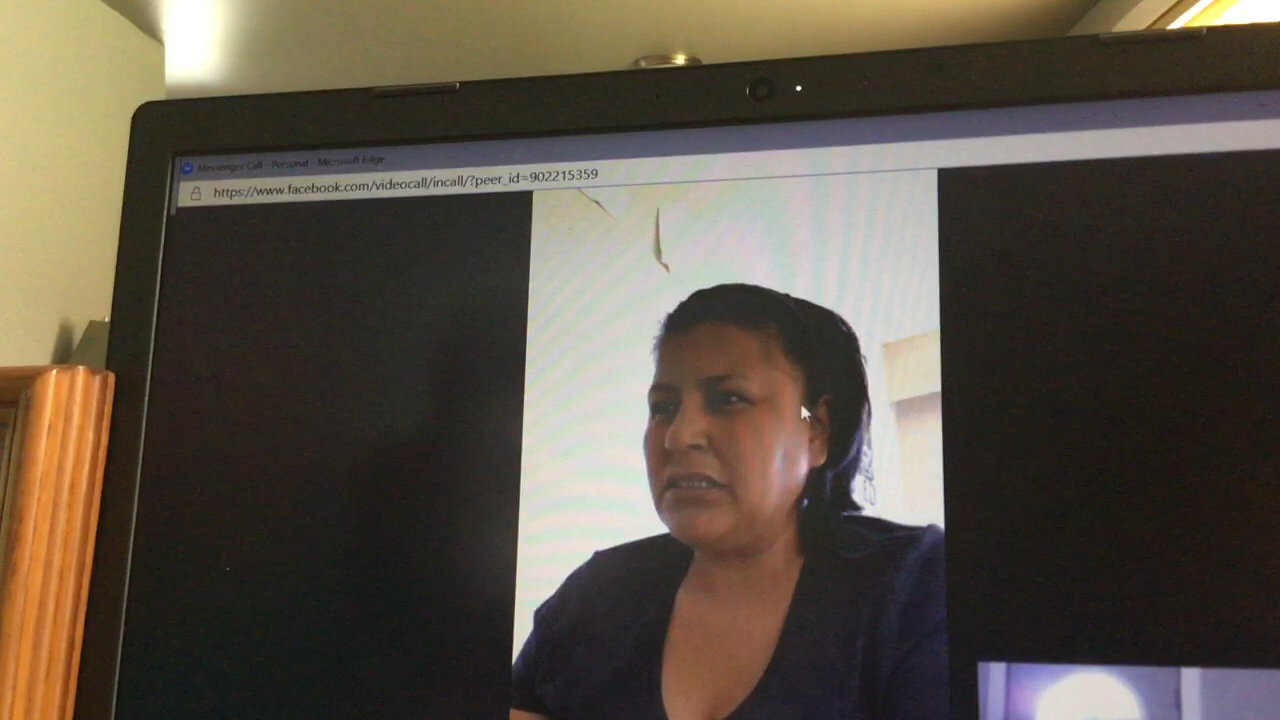 Messenger Call - Personal - Microsoft Edge
https://www.facebook.com/videocall/incall/?peer_id=902215359